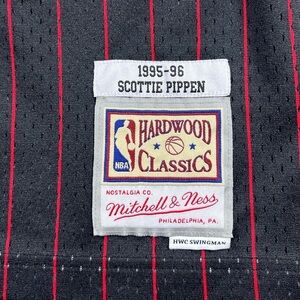 1995-96
SCOTTIE PIPPEN
HARDWOOD
NBA
CLASSICS
NOSTALGIA CO.
Mitchell & Ness
PHILADELPHIA, PA.
HWC SWINGMAN